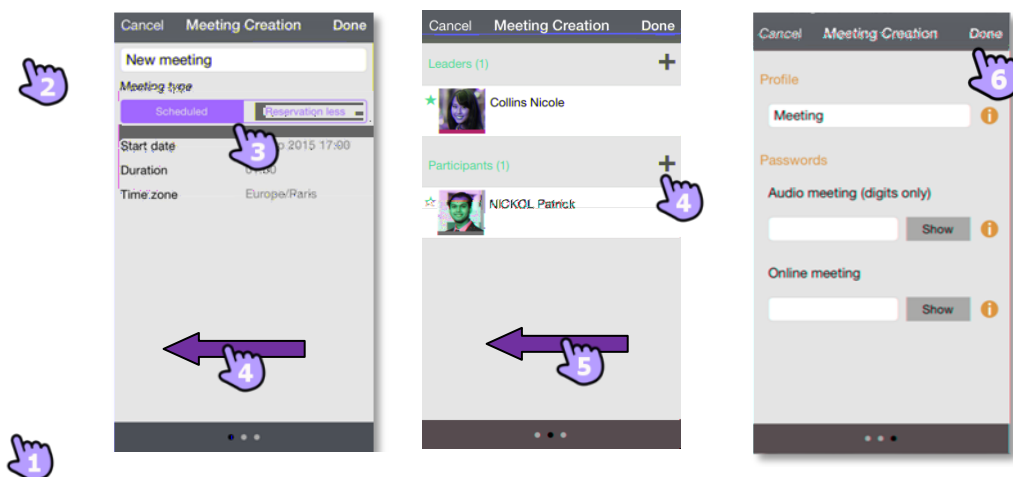 Cancel Meeting Creation Done
New meeting
Meeting type
Scheduled Reservation less
Start date 2015 17:00
Duration
Time zone Europe/Paris
2
3
4
1
Cancel Meeting Creation Done
Leaders (1) +
Collins Nicole
Participants (1) +
NICKOL Patrick
4
5
Cancel Meeting Creation Done
6
Profile
Meeting i
Passwords
Audio meeting (digits only)
Show i
Online meeting
Show i